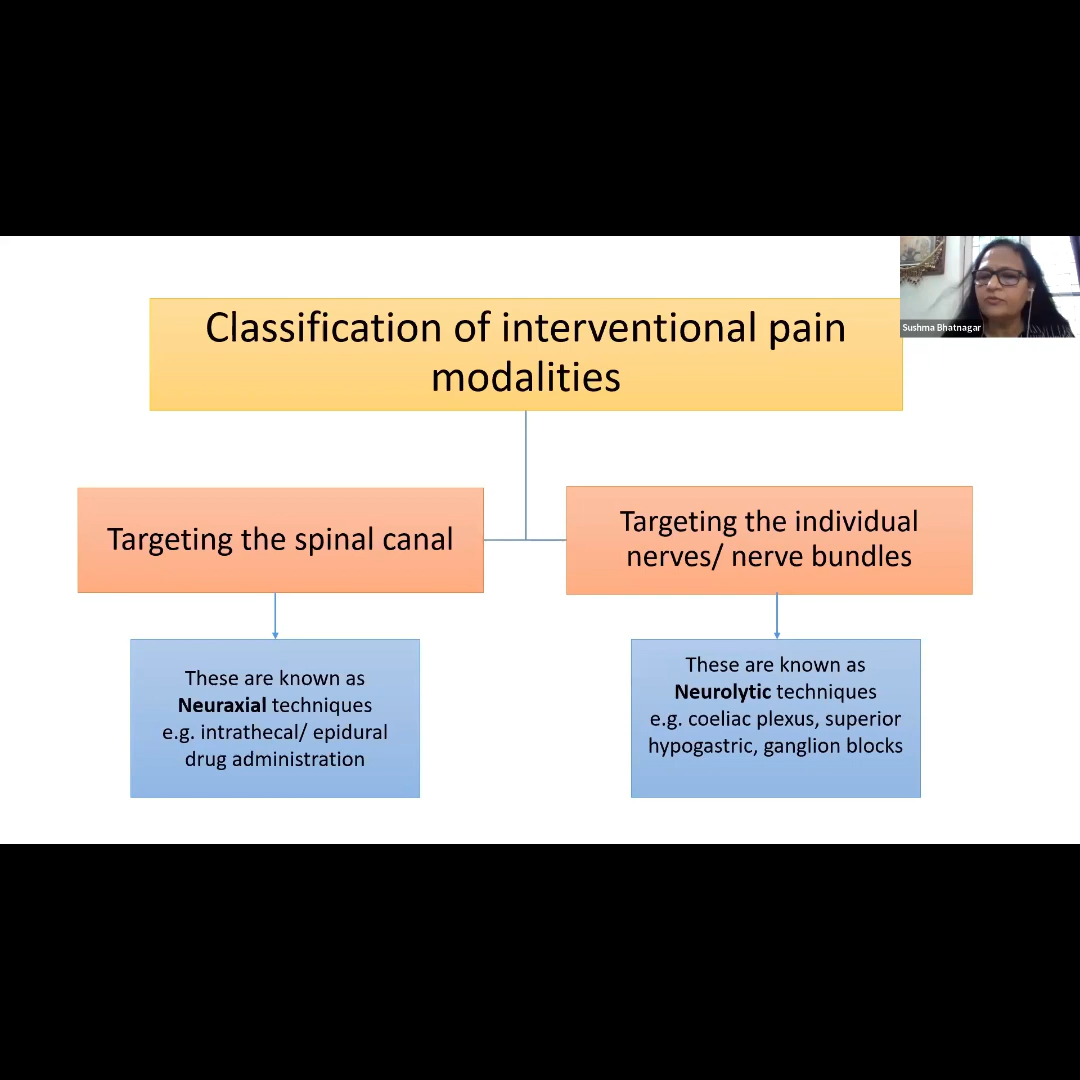 Classification of interventional pain
modalities
Sushma Bhatnagar
Targeting the spinal canal
Targeting the individual
nerves/ nerve bundles
These are known as
Neuraxial techniques
e.g. intrathecal/ epidural
drug administration
These are known as
Neurolytic techniques
e.g. coeliac plexus, superior
hypogastric, ganglion blocks